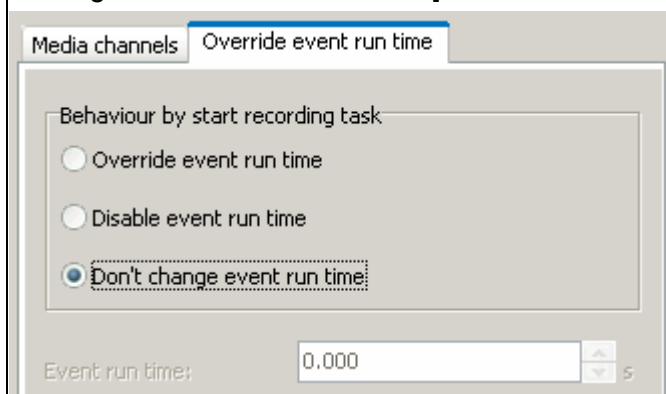 Media channels Override event run time
Behaviour by start recording task
Override event run time
Disable event run time
Don't change event run time
Event run time: 0.000 s